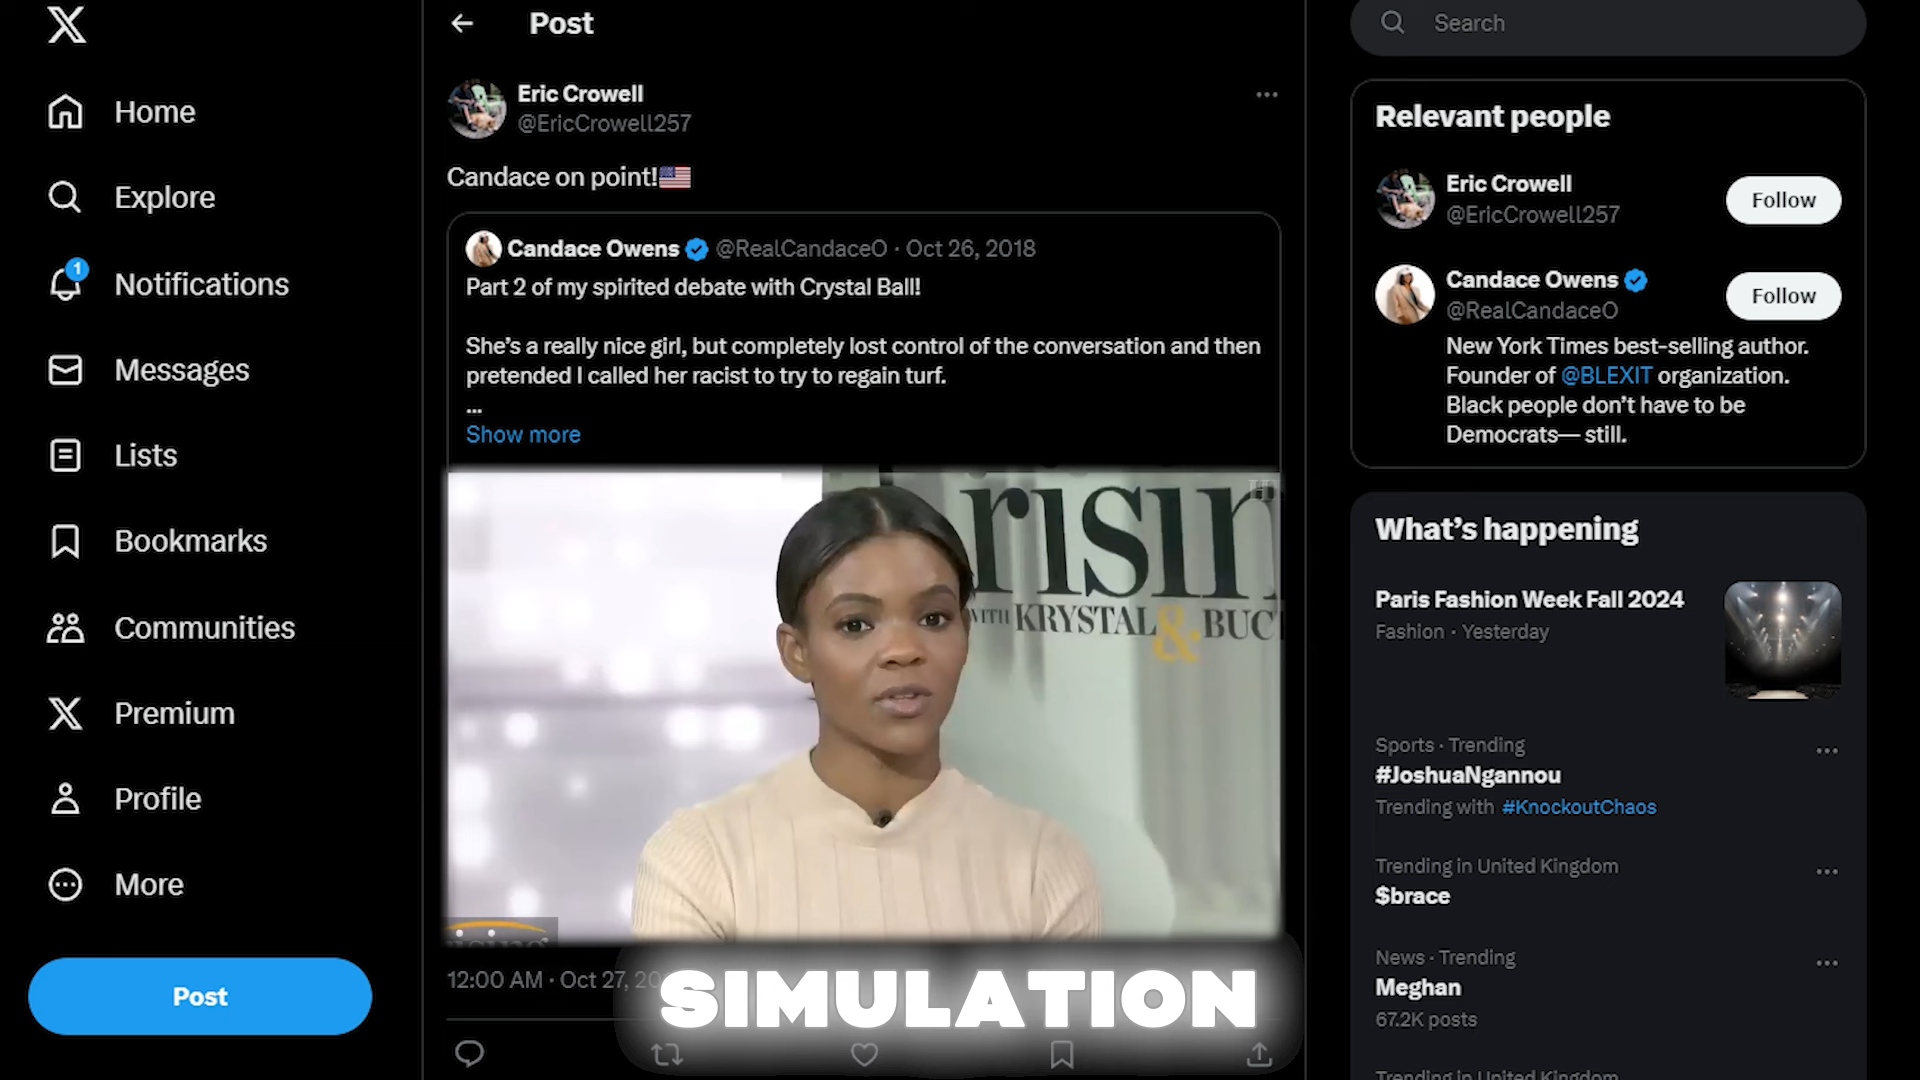 Home
Explore
1
Notifications
Messages
Lists
Bookmarks
Communities
Premium
Profile
More
Post
Post
Eric Crowell
@EricCrowell257
Candace on point!🇺🇸
Candace Owens @RealCandaceO · Oct 26, 2018
Part 2 of my spirited debate with Crystal Ball!
She's a really nice girl, but completely lost control of the conversation and then
pretended I called her racist to try to regain turf.
...
Show more
risin
WITH KRYSTAL & BUC
rising
12:00 AM · Oct 27, 20
SIMULATION
Search
Relevant people
Eric Crowell
@EricCrowell257
Follow
Candace Owens
@RealCandaceO
Follow
New York Times best-selling author.
Founder of @BLEXIT organization.
Black people don't have to be
Democrats— still.
What's happening
Paris Fashion Week Fall 2024
Fashion · Yesterday
Sports · Trending
#JoshuaNgannou
Trending with #KnockoutChaos
Trending in United Kingdom
$brace
News · Trending
Meghan
67.2K posts
Trending in United Kingdom